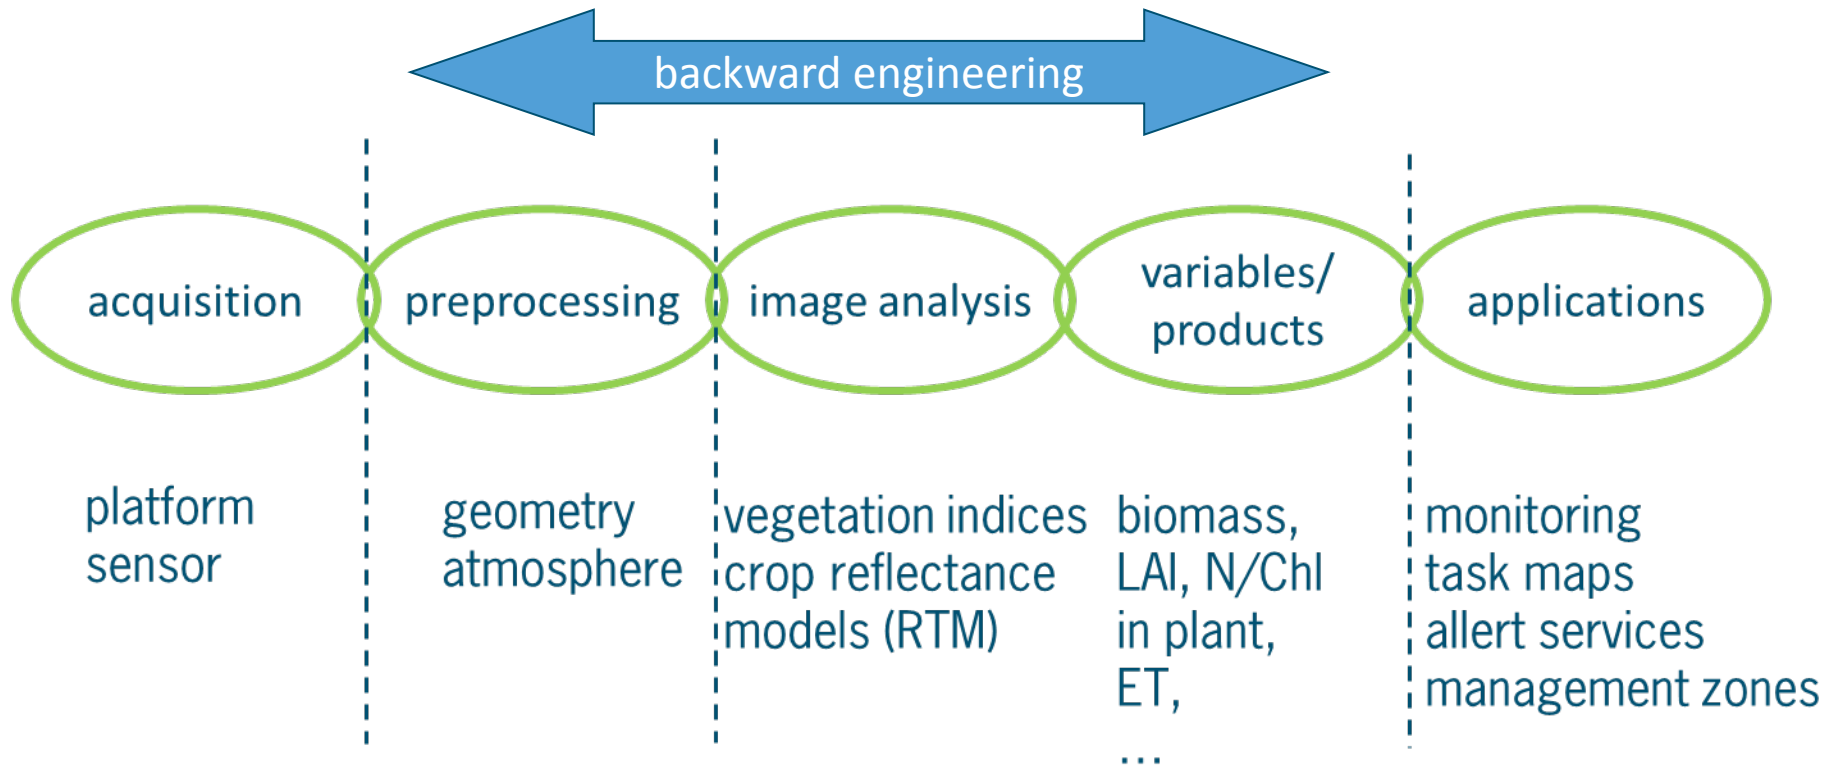 backward engineering
acquisition
preprocessing
image analysis
variables/
products
applications
platform
sensor
geometry
atmosphere
vegetation indices
crop reflectance
models (RTM)
biomass,
LAI, N/Chl
in plant,
ET,
...
monitoring
task maps
allert services
management zones